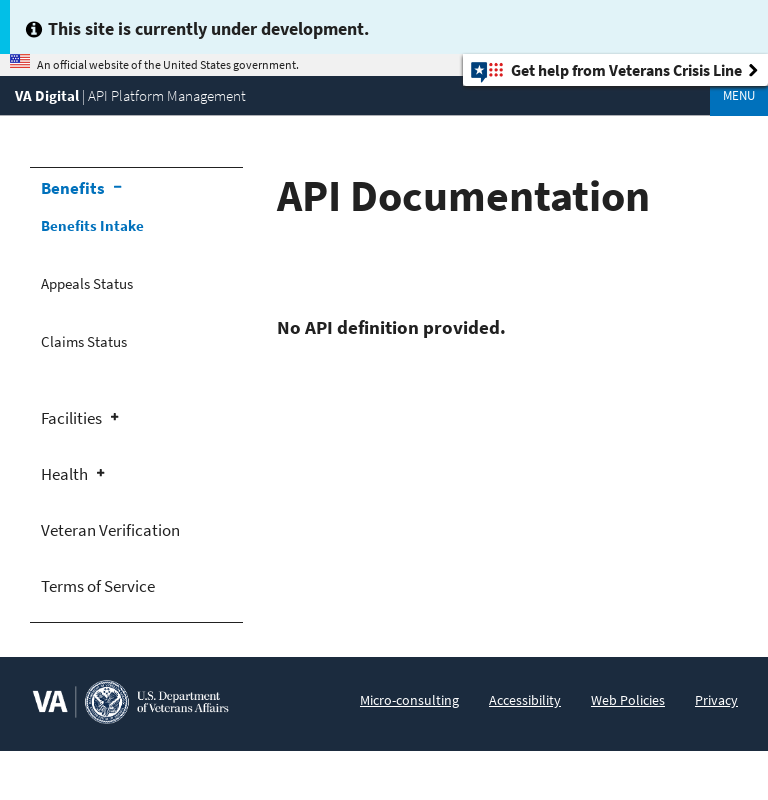 This site is currently under development.
An official website of the United States government.
Get help from Veterans Crisis Line
VA Digital | API Platform Management
MENU
Benefits −
Benefits Intake
Appeals Status
Claims Status
Facilities +
Health +
Veteran Verification
Terms of Service
API Documentation
No API definition provided.
VA
U.S. Department
of Veterans Affairs
Micro-consulting
Accessibility
Web Policies
Privacy